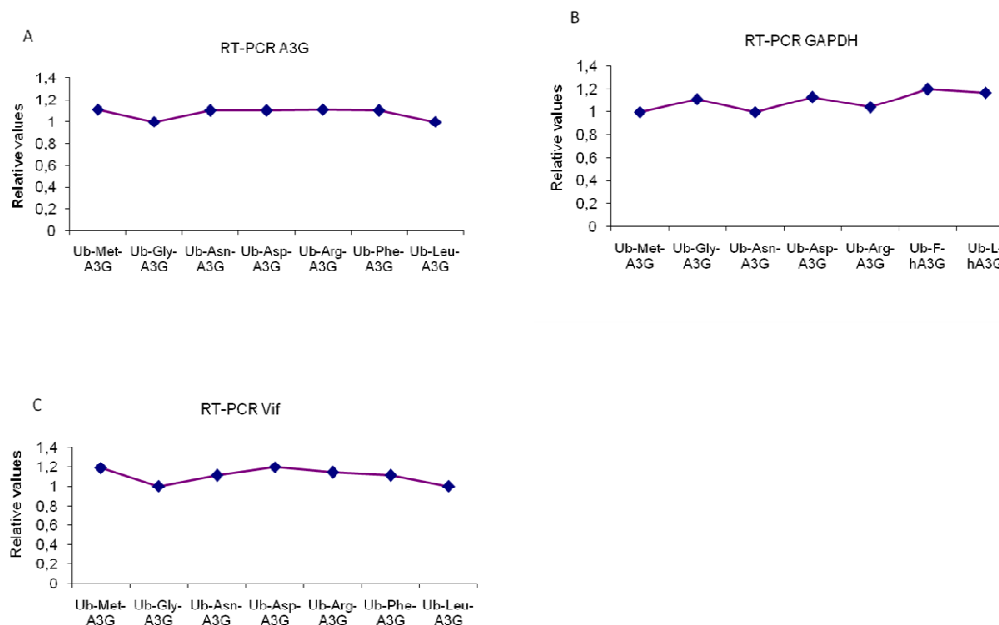 A
RT-PCR A3G
Relative values
1,4
1,2
1
0,8
0,6
0,4
0,2
0
Ub-Met- Ub-Gly- Ub-Asn- Ub-Asp- Ub-Arg- Ub-Phe- Ub-Leu-
A3G A3G A3G A3G A3G A3G A3G
B
RT-PCR GAPDH
Relative values
1,4
1,2
1
0,8
0,6
0,4
0,2
0
Ub-Met- Ub-Gly- Ub-Asn- Ub-Asp- Ub-Arg- Ub-F- Ub-L-
A3G A3G A3G A3G A3G hA3G hA3G
C
RT-PCR Vif
Relative values
1,4
1,2
1
0,8
0,6
0,4
0,2
0
Ub-Met- Ub-Gly- Ub-Asn- Ub-Asp- Ub-Arg- Ub-Phe- Ub-Leu-
A3G A3G A3G A3G A3G A3G A3G